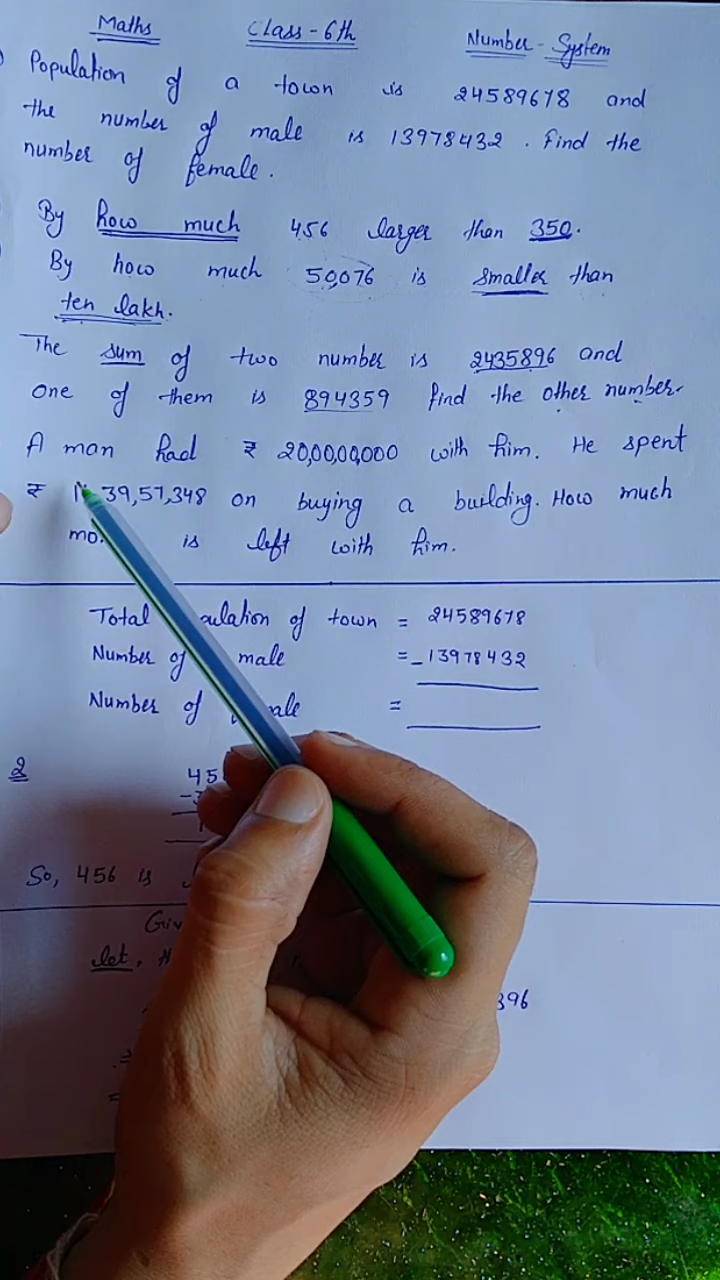 Maths Class-6th Number-System
Population of a town is 24589678 and
the number of male is 13978432. Find the
number of female.
By how much 456 larger than 350.
By how much 50,076 is smaller than
ten lakh.
The sum of two number is 2435896 and
one of them is 894359 find the other number.
A man had ₹ 20,00,00,000 with him. He spent
₹ 39,57,348 on buying a building. How much
is left with him.
Total of town = 24589678
Number of male = - 13978432
Number of =
2
So, 456 is
let,
396